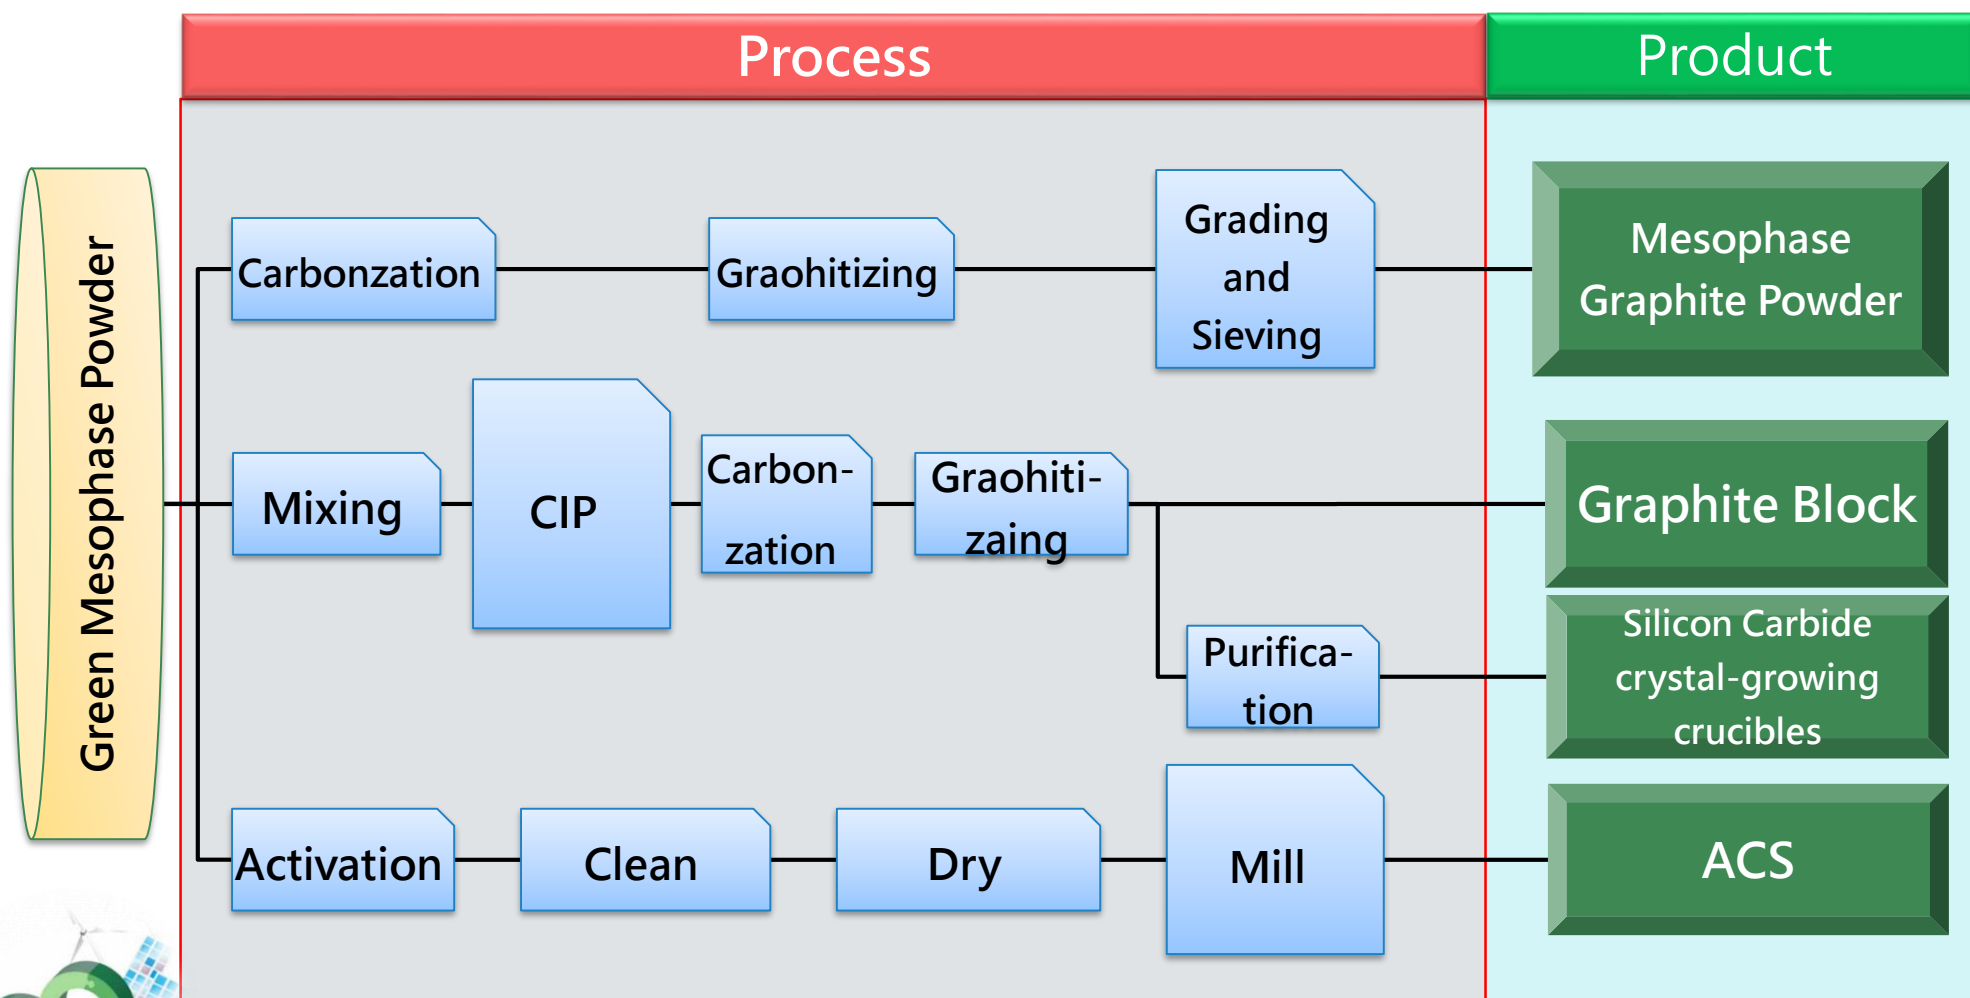 Process
Product
Green Mesophase Powder
Carbonzation
Graohitizing
Grading
and
Sieving
Mesophase
Graphite Powder
Mixing
CIP
Carbon-
zation
Graohiti-
zaing
Graphite Block
Purifica-
tion
Silicon Carbide
crystal-growing
crucibles
Activation
Clean
Dry
Mill
ACS